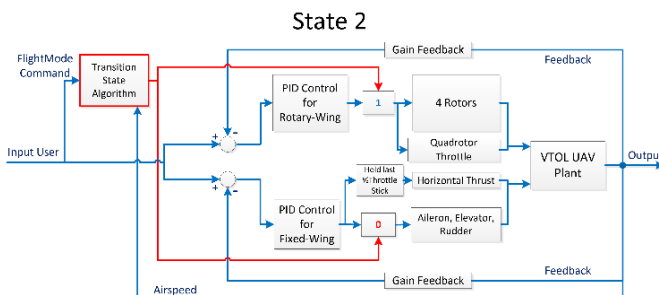 State 2
Gain Feedback
Feedback
FlightMode
Command
Transition
State
Algorithm
PID Control
for
Rotary-Wing
1
4 Rotors
+
-
Quadrotor
Throttle
Input User
VTOL UAV
Plant
Output
+
-
Hold last
Throttle
Stick
Horizontal Thrust
PID Control
for
Fixed-Wing
0
Aileron, Elevator,
Rudder
Gain Feedback
Feedback
Airspeed